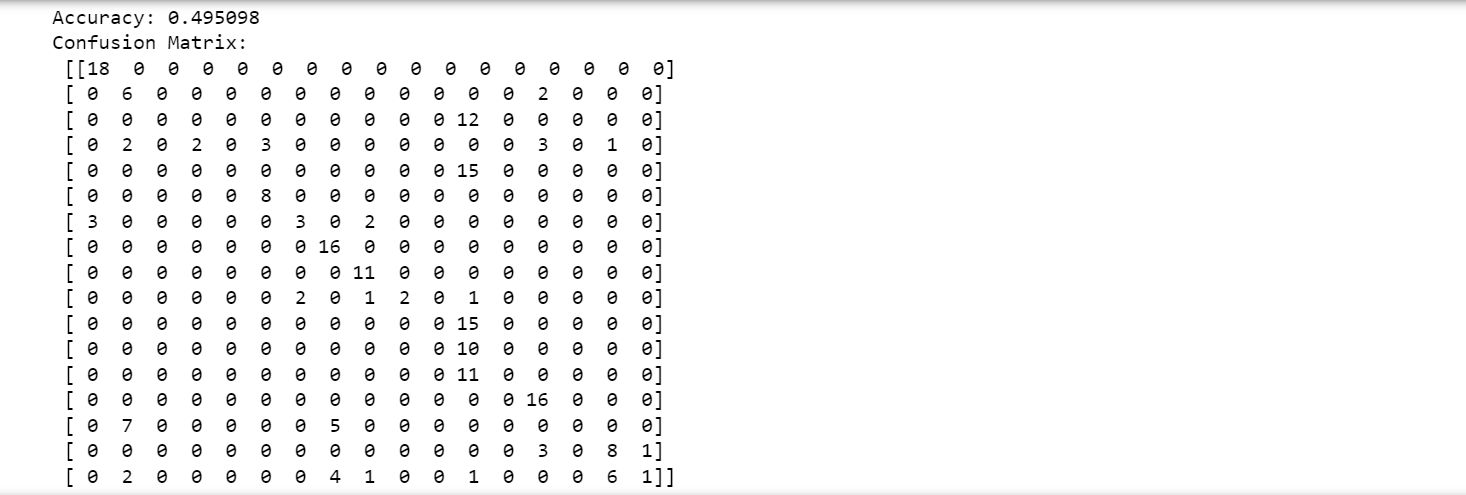 Accuracy: 0.495098
Confusion Matrix:
[[18  0  0  0  0  0  0  0  0  0  0  0  0  0  0  0  0]
[ 0  6  0  0  0  0  0  0  0  0  0  0  0  2  0  0  0]
[ 0  0  0  0  0  0  0  0  0  0  0 12  0  0  0  0  0]
[ 0  2  0  2  0  3  0  0  0  0  0  0  0  3  0  1  0]
[ 0  0  0  0  0  0  0  0  0  0  0 15  0  0  0  0  0]
[ 0  0  0  0  0  8  0  0  0  0  0  0  0  0  0  0  0]
[ 3  0  0  0  0  0  3  0  2  0  0  0  0  0  0  0  0]
[ 0  0  0  0  0  0  0 16  0  0  0  0  0  0  0  0  0]
[ 0  0  0  0  0  0  0  0 11  0  0  0  0  0  0  0  0]
[ 0  0  0  0  0  0  2  0  1  2  0  1  0  0  0  0  0]
[ 0  0  0  0  0  0  0  0  0  0  0 15  0  0  0  0  0]
[ 0  0  0  0  0  0  0  0  0  0  0 10  0  0  0  0  0]
[ 0  0  0  0  0  0  0  0  0  0  0 11  0  0  0  0  0]
[ 0  0  0  0  0  0  0  0  0  0  0  0  0 16  0  0  0]
[ 0  7  0  0  0  0  0  5  0  0  0  0  0  0  0  0  0]
[ 0  0  0  0  0  0  0  0  0  0  0  0  0  3  0  8  1]
[ 0  2  0  0  0  0  0  4  1  0  0  1  0  0  0  6  1]]